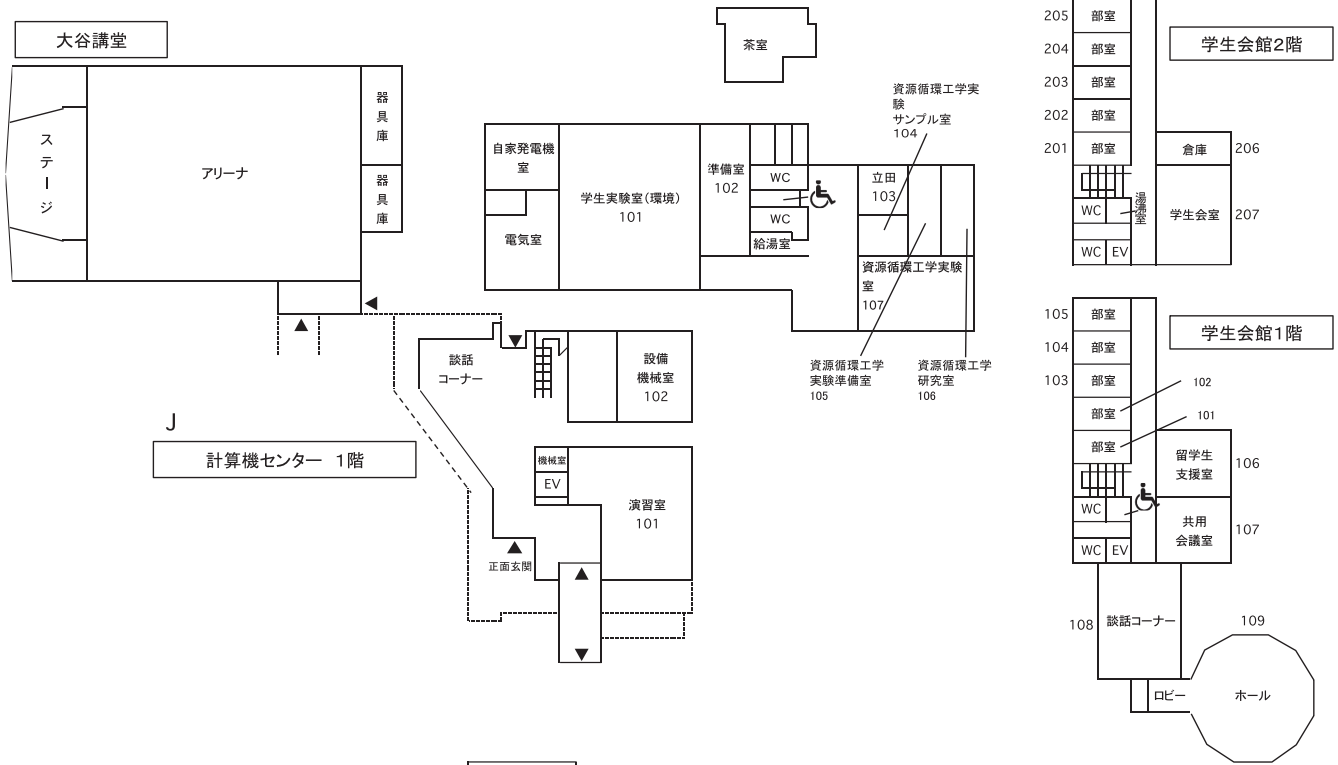 大谷講堂
ステージ
アリーナ
器具庫
器具庫
茶室
自家発電機
室
電気室
学生実験室(環境)
101
準備室
102
WC
WC
給湯室
立田
103
資源循環工学実
験
サンプル室
104
資源循環工学実験
室
107
資源循環工学
実験準備室
105
資源循環工学
研究室
106
J
計算機センター 1階
談話
コーナー
設備
機械室
102
機械室
EV
演習室
101
正面玄関
学生会館2階
205 部室
204 部室
203 部室
202 部室
201 部室
倉庫 206
湯沸室
学生会室 207
WC
WC EV
学生会館1階
105 部室
104 部室
103 部室
部室 102
部室 101
留学生
支援室
106
WC
共用
会議室
107
WC EV
108 談話コーナー
109
ロビー
ホール